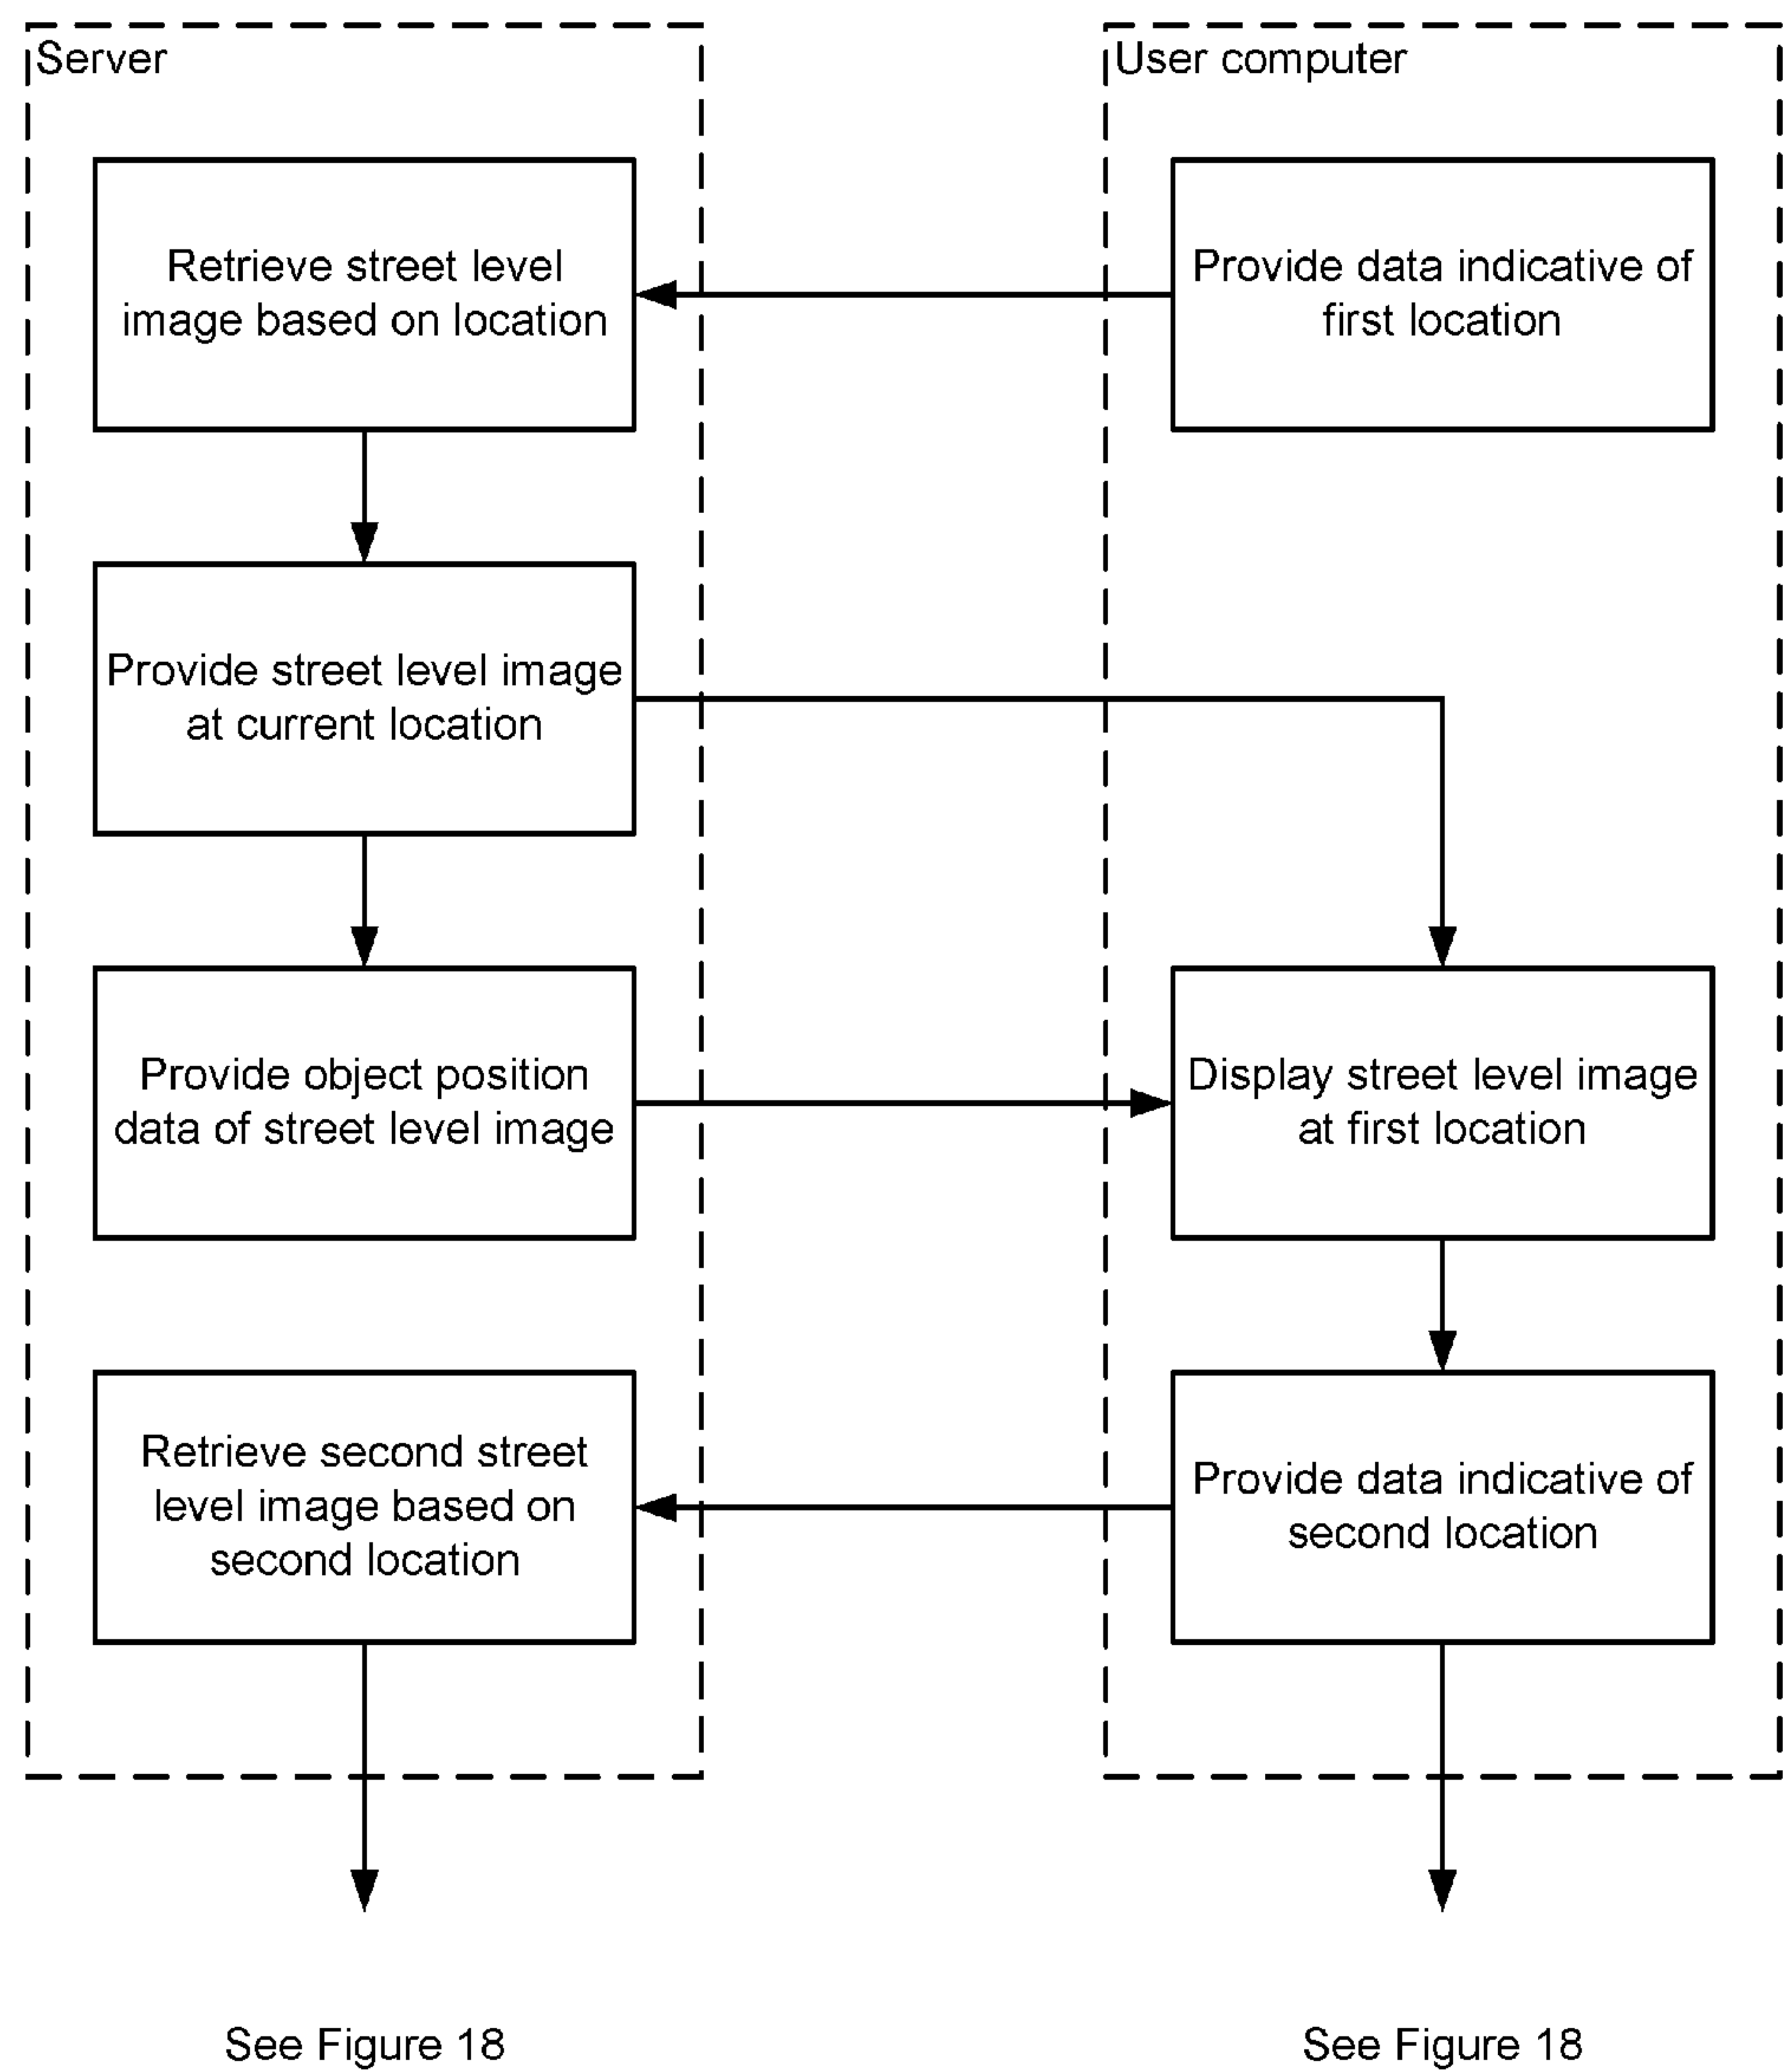 Server
User computer
Retrieve street level
image based on location
Provide data indicative of
first location
Provide street level image
at current location
Provide object position
data of street level image
Display street level image
at first location
Retrieve second street
level image based on
second location
Provide data indicative of
second location
See Figure 18
See Figure 18